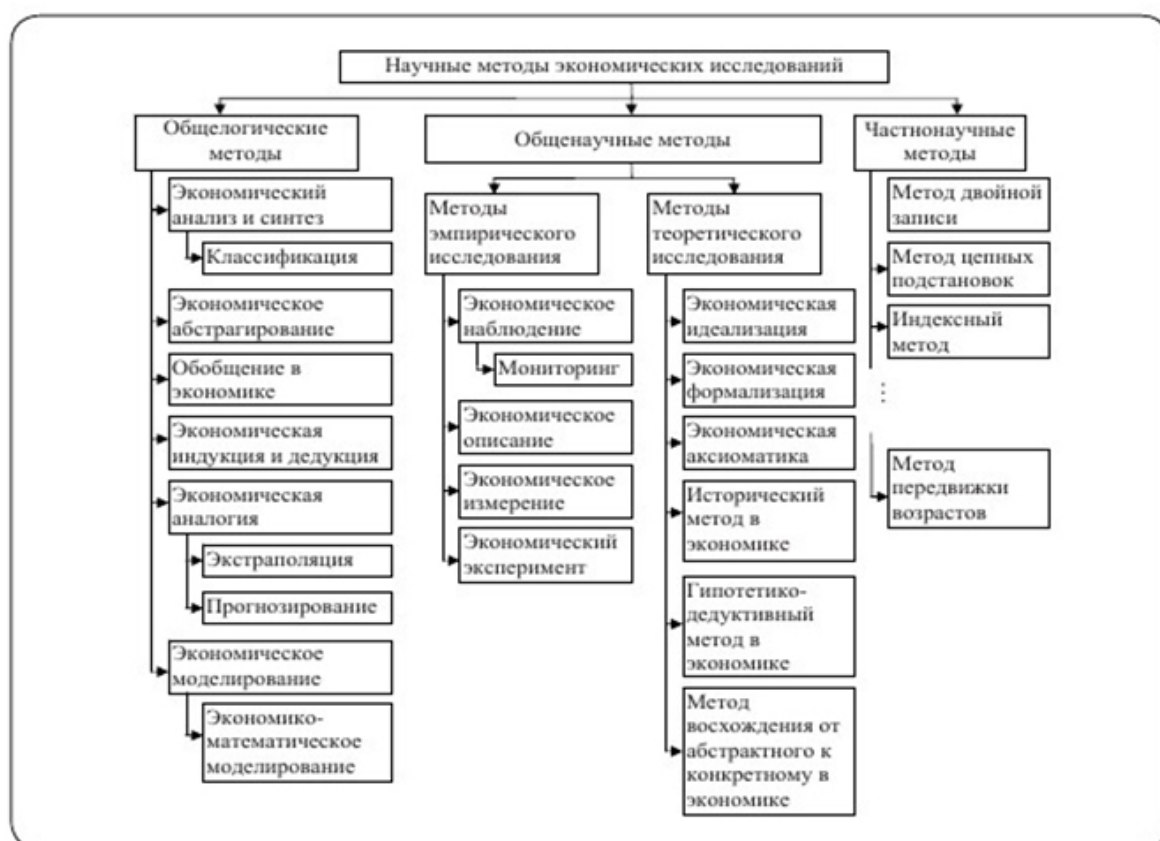 Научные методы экономических исследований
Общелогические
методы
Экономический
анализ и синтез
Классификация
Экономическое
абстрагирование
Обобщение в
экономике
Экономическая
индукция и дедукция
Экономическая
аналогия
Экстраполяция
Прогнозирование
Экономическое
моделирование
Экономико-
математическое
моделирование
Общенаучные методы
Методы
эмпирического
исследования
Экономическое
наблюдение
Мониторинг
Экономическое
описание
Экономическое
измерение
Экономический
эксперимент
Методы
теоретического
исследования
Экономическая
идеализация
Экономическая
формализация
Экономическая
аксиоматика
Исторический
метод в
экономике
Гипотетико-
дедуктивный
метод в
экономике
Метод
восхождения от
абстрактного к
конкретному в
экономике
Частнонаучные
методы
Метод двойной
записи
Метод цепных
подстановок
Индексный
метод
⋮
Метод
передвижки
возрастов